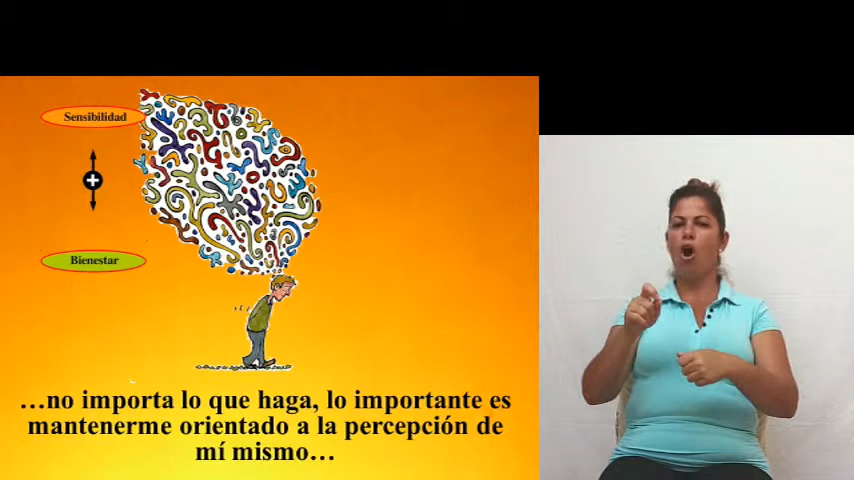 Sensibilidad
Bienestar
…no importa lo que haga, lo importante es
mantenerme orientado a la percepción de
mí mismo…